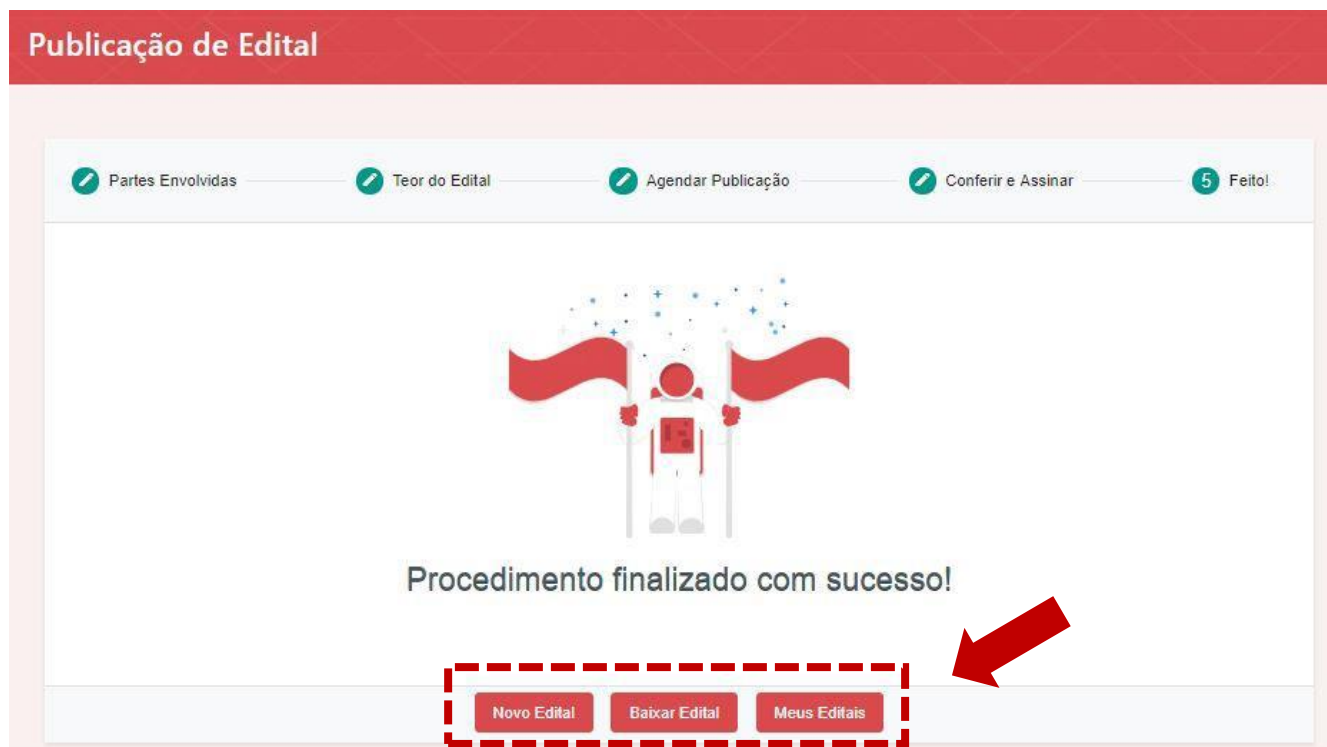 Publicação de Edital
Partes Envolvidas
Teor do Edital
Agendar Publicação
Conferir e Assinar
5 Feito!
Procedimento finalizado com sucesso!
Novo Edital
Baixar Edital
Meus Editais